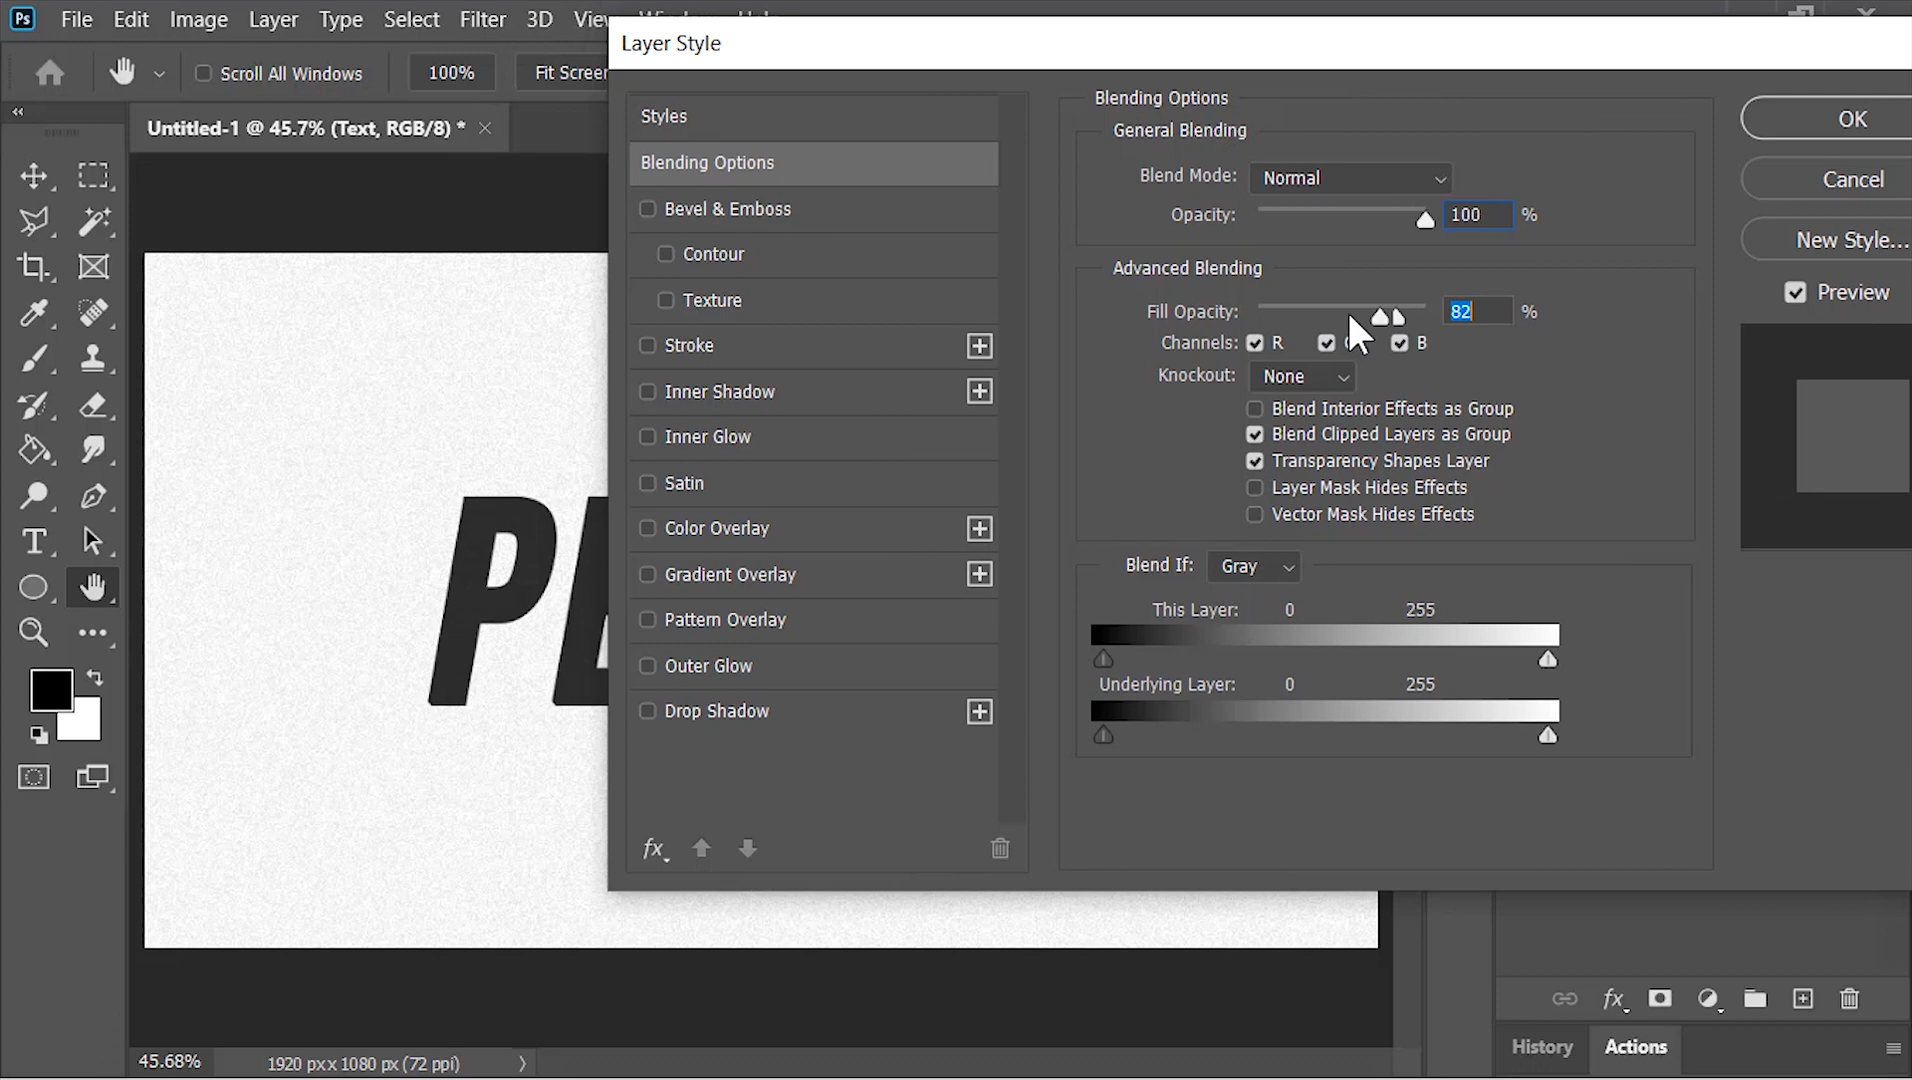 Ps File Edit Image Layer Type Select Filter 3D
Layer Style
Scroll All Windows 100% Fit Screen
Untitled-1 @ 45.7% (Text, RGB/8) *
Styles
Blending Options
Bevel & Emboss
Contour
Texture
Stroke
Inner Shadow
Inner Glow
Satin
Color Overlay
Gradient Overlay
Pattern Overlay
Outer Glow
Drop Shadow
fx
Blending Options
General Blending
Blend Mode: Normal
Opacity: 100 %
Advanced Blending
Fill Opacity: 82 %
Channels: R B
Knockout: None
Blend Interior Effects as Group
Blend Clipped Layers as Group
Transparency Shapes Layer
Layer Mask Hides Effects
Vector Mask Hides Effects
Blend If: Gray
This Layer: 0 255
Underlying Layer: 0 255
OK
Cancel
New Style...
Preview
P
fx
History Actions
45.68% 1920 px x 1080 px (72 ppi)